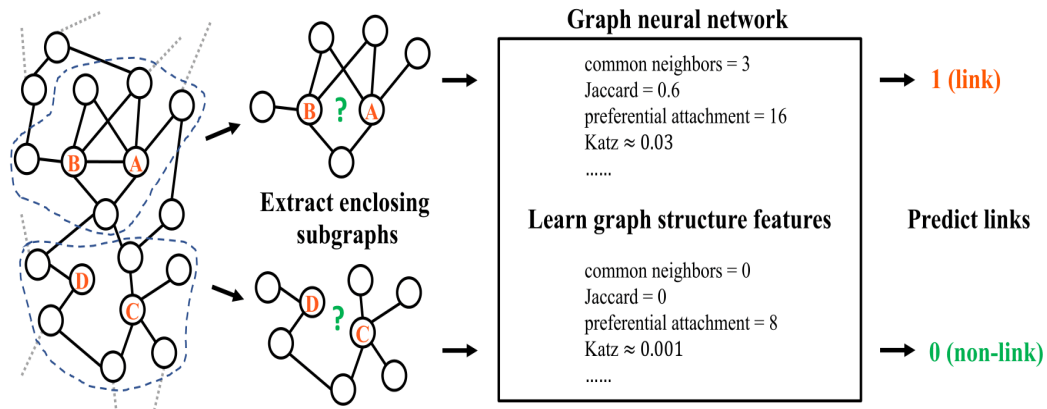 B
A
D
C
B
?
A
Extract enclosing
subgraphs
D
?
C
Graph neural network
common neighbors = 3
Jaccard = 0.6
preferential attachment = 16
Katz ≈ 0.03
......
Learn graph structure features
common neighbors = 0
Jaccard = 0
preferential attachment = 8
Katz ≈ 0.001
......
1 (link)
Predict links
0 (non-link)